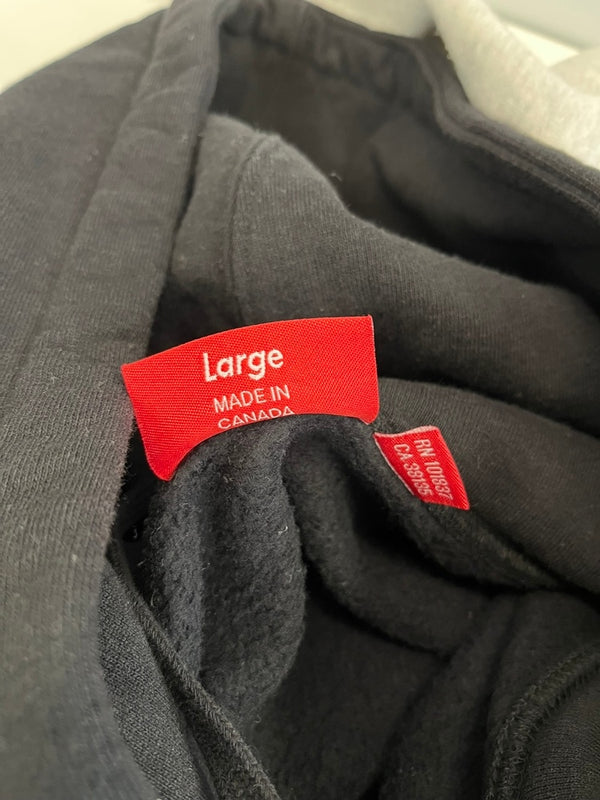 Large
MADE IN
CANADA
RN 101837
CA 38135